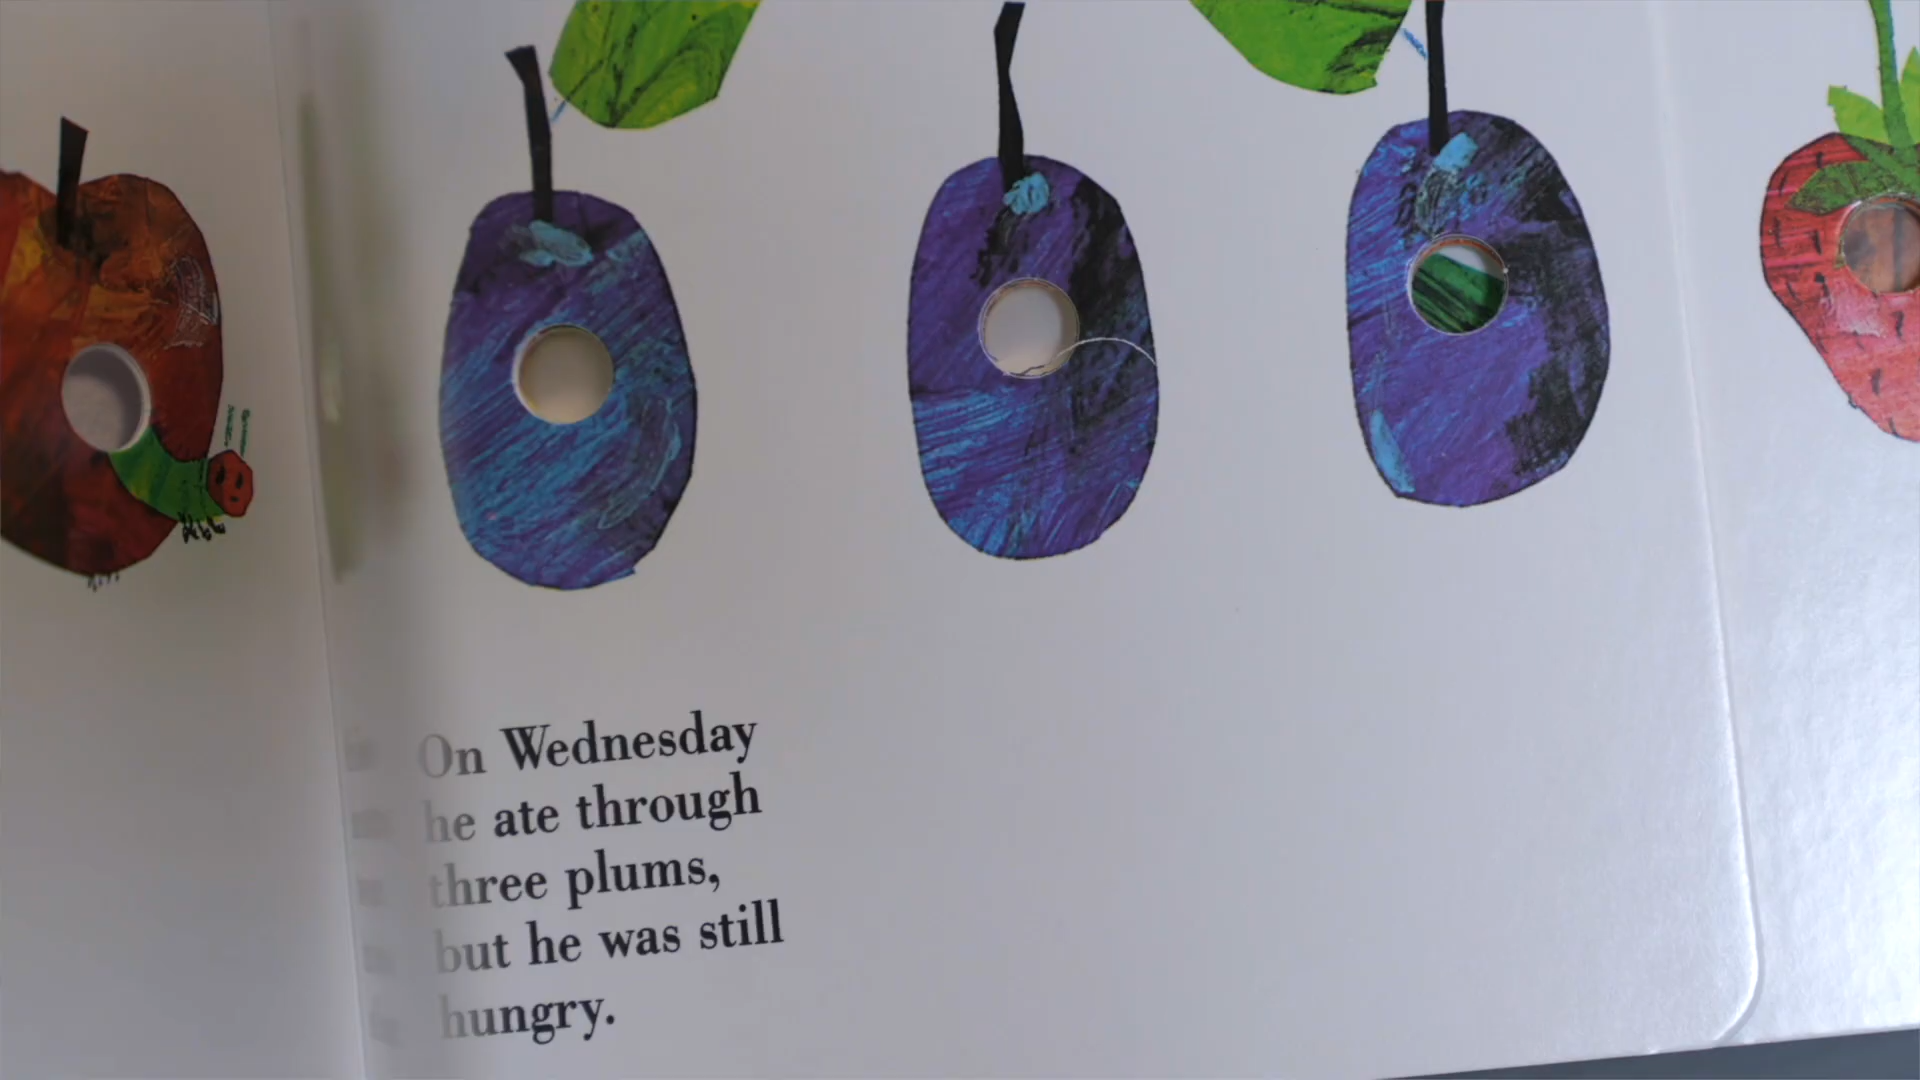 On Wednesday
he ate through
three plums,
but he was still
hungry.